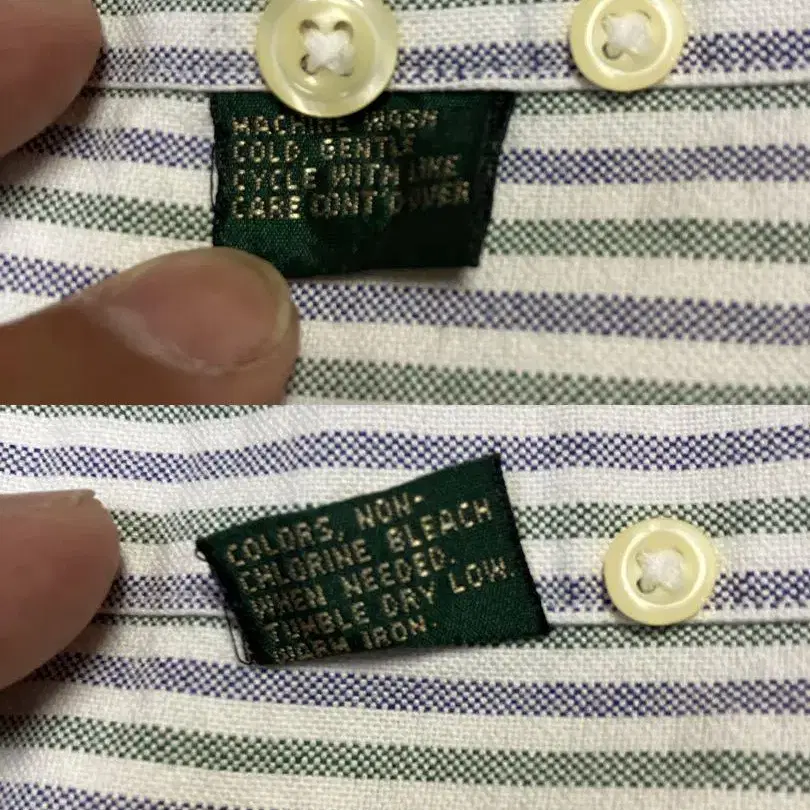 MACHINE WASH
COLD, GENTLE
CYCLE WITH LIKE
CARE CONT'D OVER
COLORS, NON-
CHLORINE BLEACH
WHEN NEEDED.
TUMBLE DRY LOW.
WARM IRON.